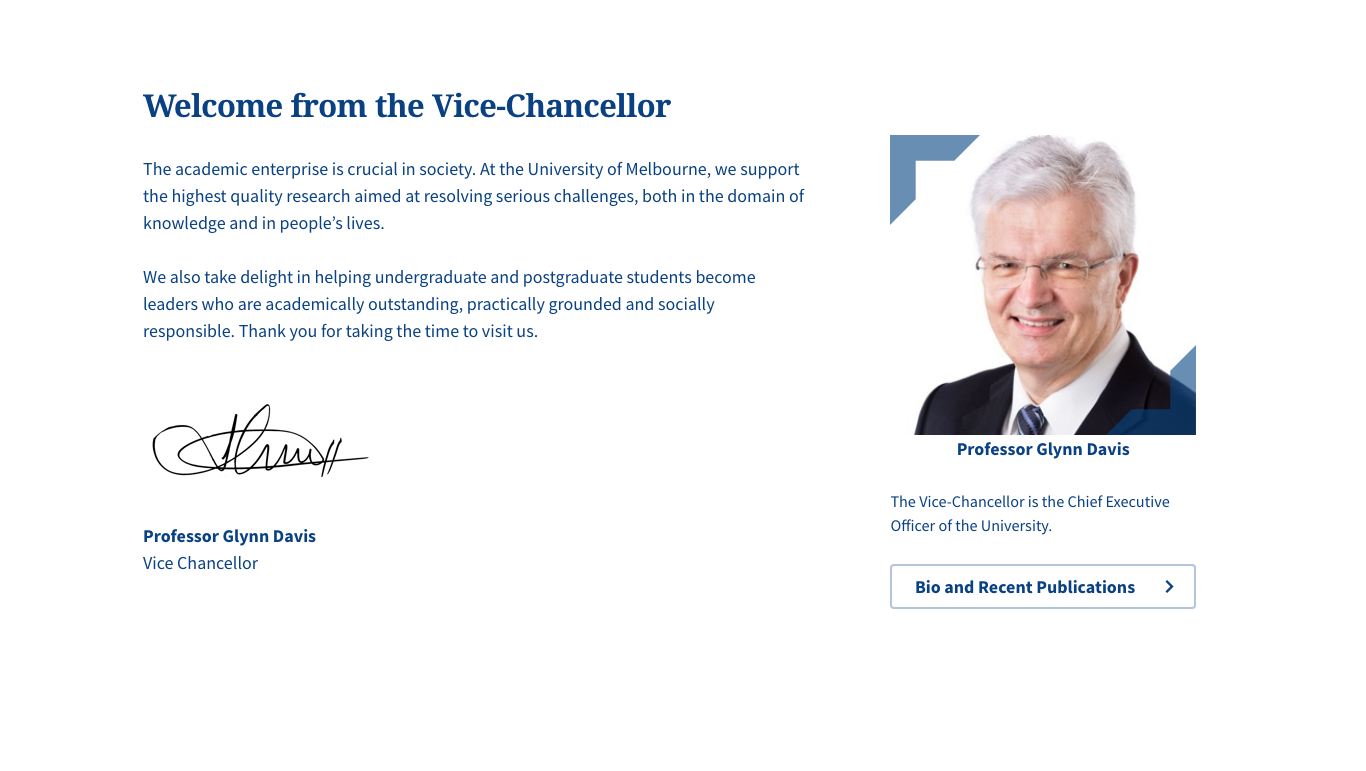 Welcome from the Vice-Chancellor
The academic enterprise is crucial in society. At the University of Melbourne, we support
the highest quality research aimed at resolving serious challenges, both in the domain of
knowledge and in people’s lives.
We also take delight in helping undergraduate and postgraduate students become
leaders who are academically outstanding, practically grounded and socially
responsible. Thank you for taking the time to visit us.
Professor Glynn Davis
Vice Chancellor
Professor Glynn Davis
The Vice-Chancellor is the Chief Executive
Officer of the University.
Bio and Recent Publications